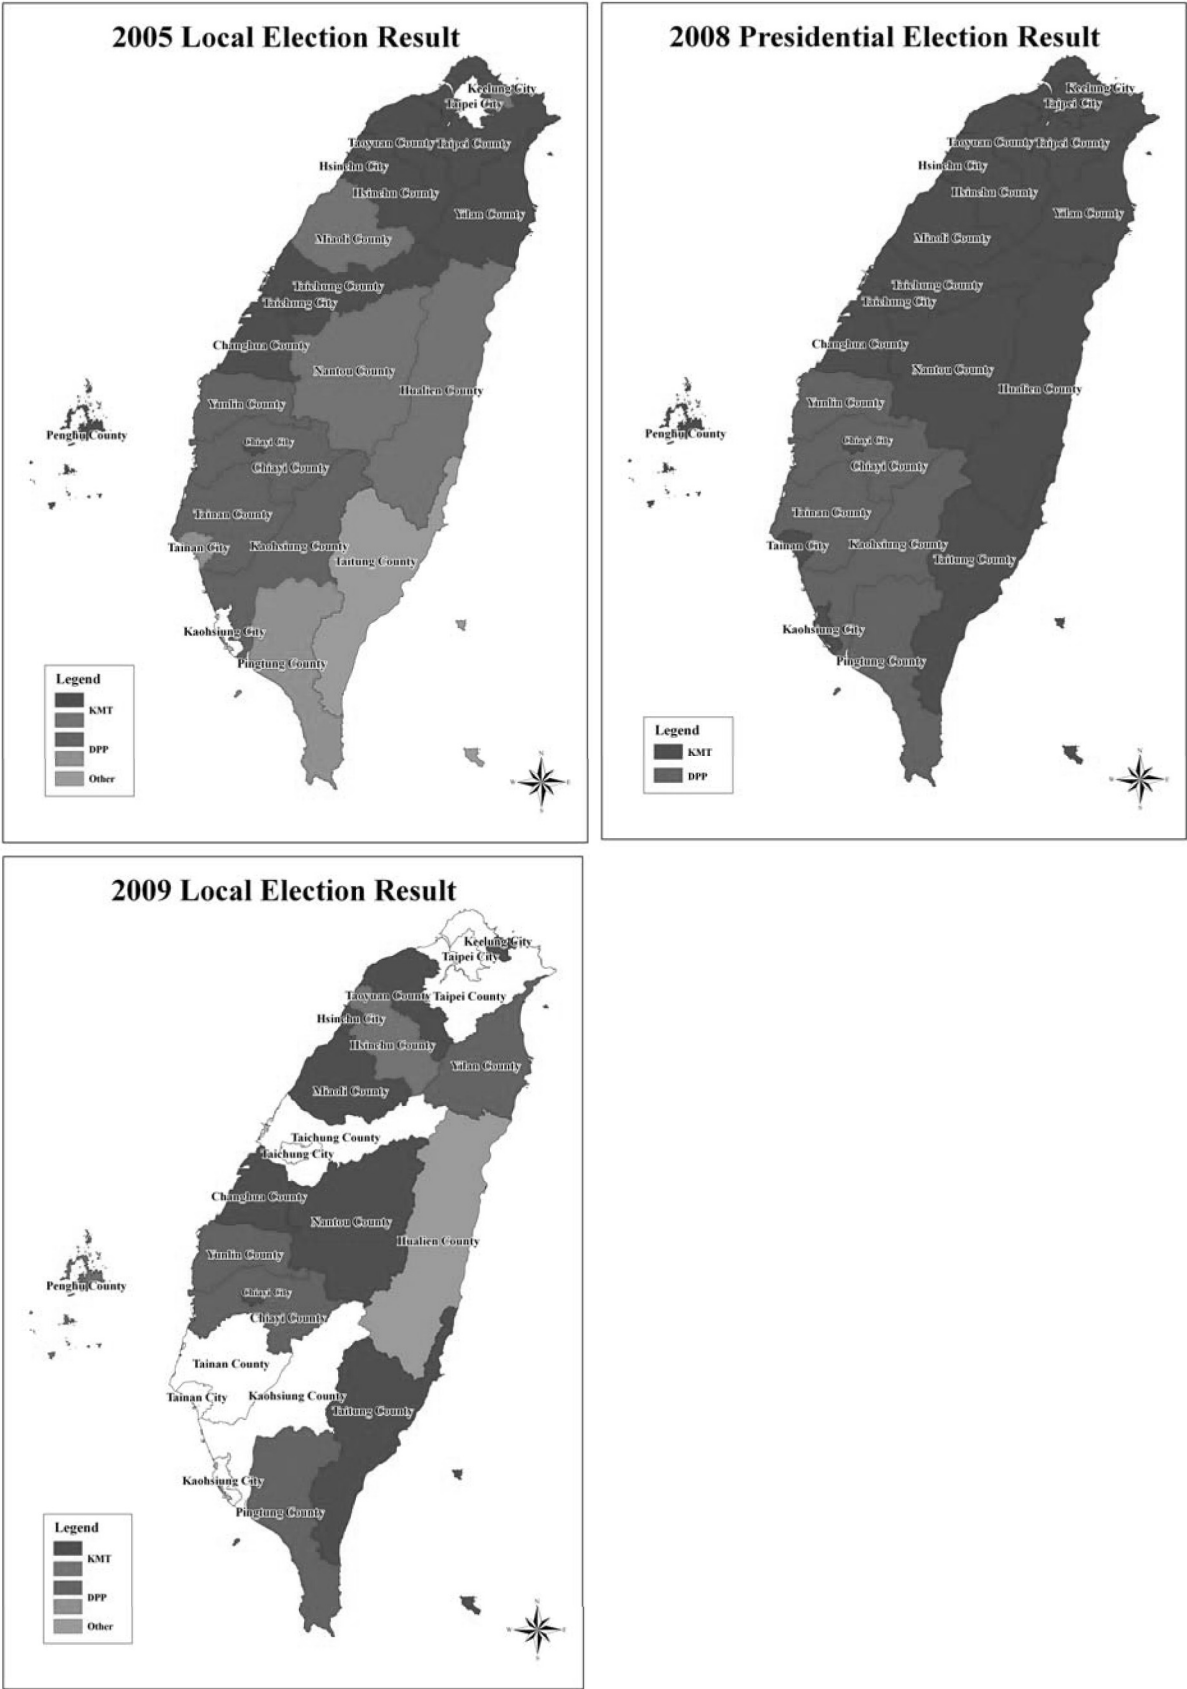 2005 Local Election Result
Keelung City
Taipei City
Taoyuan County
Taipei County
Hsinchu City
Hsinchu County
Yilan County
Miaoli County
Taichung County
Taichung City
Changhua County
Nantou County
Hualien County
Yunlin County
Penghu County
Chiayi City
Chiayi County
Tainan County
Tainan City
Kaohsiung County
Taitung County
Kaohsiung City
Pingtung County
Legend
KMT
DPP
Other
N
W
E
S
2008 Presidential Election Result
Keelung City
Taipei City
Taoyuan County
Taipei County
Hsinchu City
Hsinchu County
Yilan County
Miaoli County
Taichung County
Taichung City
Changhua County
Nantou County
Hualien County
Yunlin County
Penghu County
Chiayi City
Chiayi County
Tainan County
Tainan City
Kaohsiung County
Taitung County
Kaohsiung City
Pingtung County
Legend
KMT
DPP
N
W
E
S
2009 Local Election Result
Keelung City
Taipei City
Taoyuan County
Taipei County
Hsinchu City
Hsinchu County
Yilan County
Miaoli County
Taichung County
Taichung City
Changhua County
Nantou County
Hualien County
Yunlin County
Penghu County
Chiayi City
Chiayi County
Tainan County
Tainan City
Kaohsiung County
Taitung County
Kaohsiung City
Pingtung County
Legend
KMT
DPP
Other
N
W
E
S